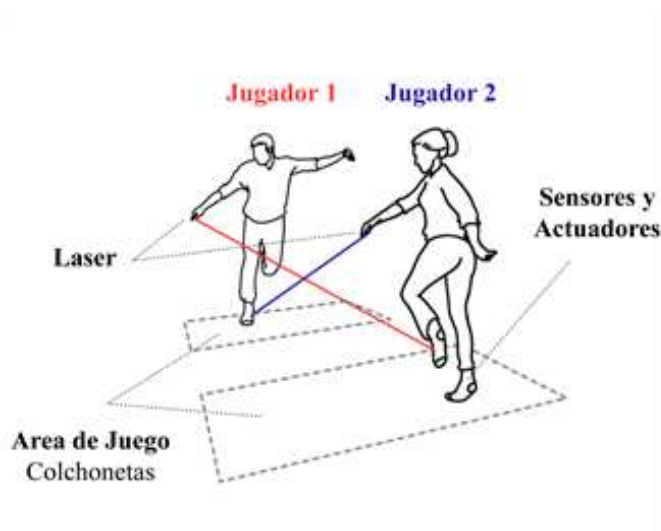 Jugador 1
Jugador 2
Sensores y
Actuadores
Laser
Area de Juego
Colchonetas